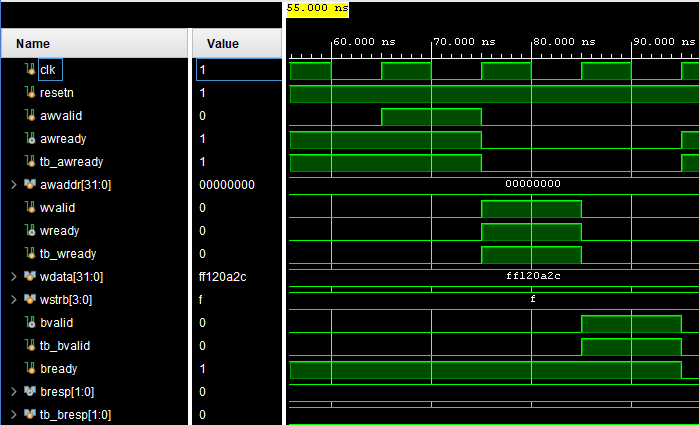 55.000 ns
Name Value
60.000 ns 70.000 ns 80.000 ns 90.000 ns
clk 1
resetn 1
awvalid 0
awready 1
tb_awready 1
awaddr[31:0] 00000000 00000000
wvalid 0
wready 0
tb_wready 0
wdata[31:0] ff120a2c ff120a2c
wstrb[3:0] f f
bvalid 0
tb_bvalid 0
bready 1
bresp[1:0] 0
tb_bresp[1:0] 0